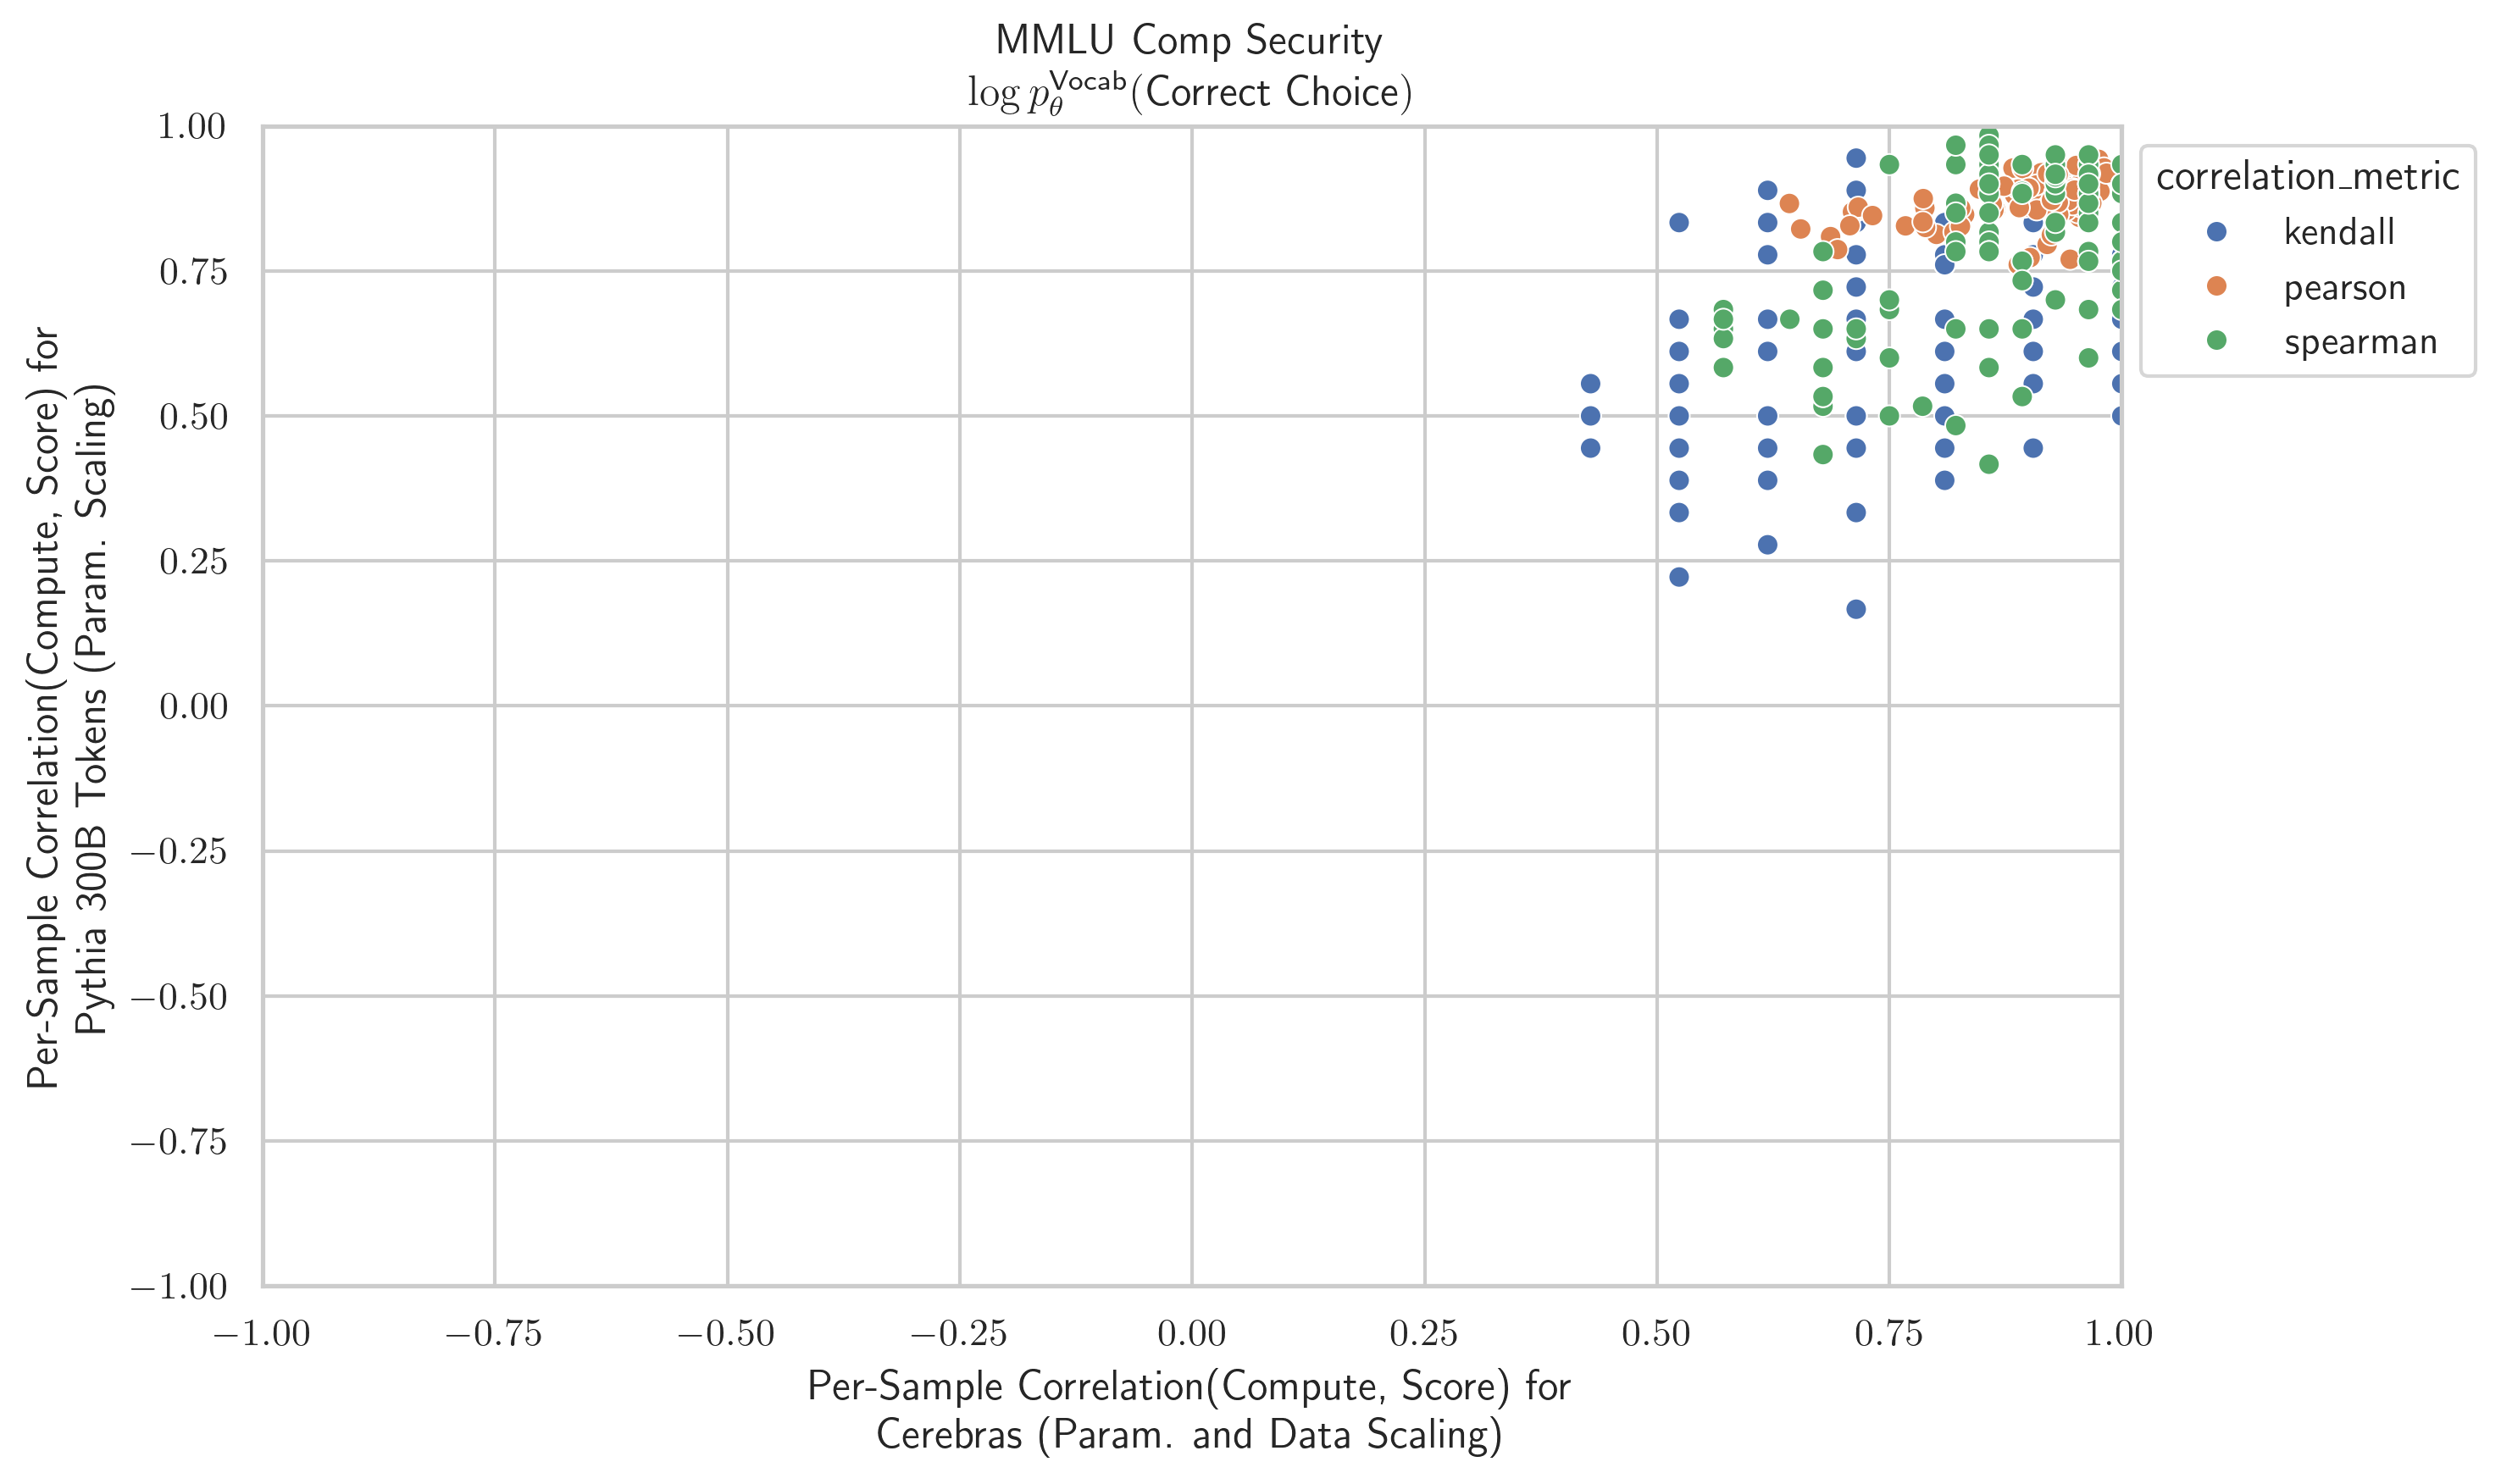 MMLU Comp Security
log p_θ^Vocab(Correct Choice)
Per-Sample Correlation(Compute, Score) for
Pythia 300B Tokens (Param. Scaling)
1.00
0.75
0.50
0.25
0.00
−0.25
−0.50
−0.75
−1.00
−1.00 −0.75 −0.50 −0.25 0.00 0.25 0.50 0.75 1.00
Per-Sample Correlation(Compute, Score) for
Cerebras (Param. and Data Scaling)
correlation_metric
kendall
pearson
spearman